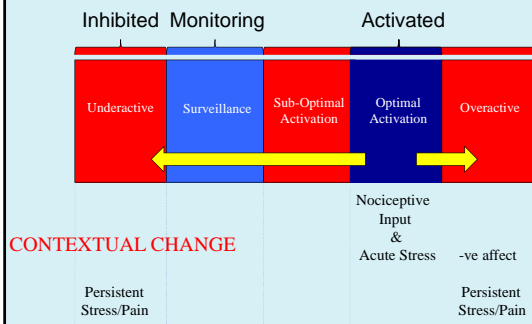 Inhibited Monitoring Activated
Underactive Surveillance Sub-Optimal Activation Optimal Activation Overactive
Nociceptive
Input
&
CONTEXTUAL CHANGE Acute Stress -ve affect
Persistent Stress/Pain Persistent Stress/Pain